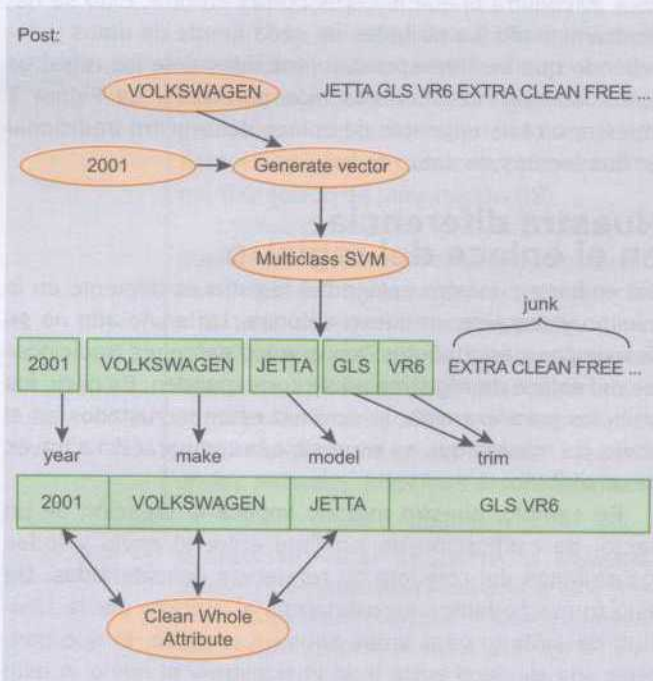 Post:
VOLKSWAGEN JETTA GLS VR6 EXTRA CLEAN FREE ...
2001 Generate vector
Multiclass SVM
junk
2001 VOLKSWAGEN JETTA GLS VR6 EXTRA CLEAN FREE ...
year make model trim
2001 VOLKSWAGEN JETTA GLS VR6
Clean Whole
Attribute